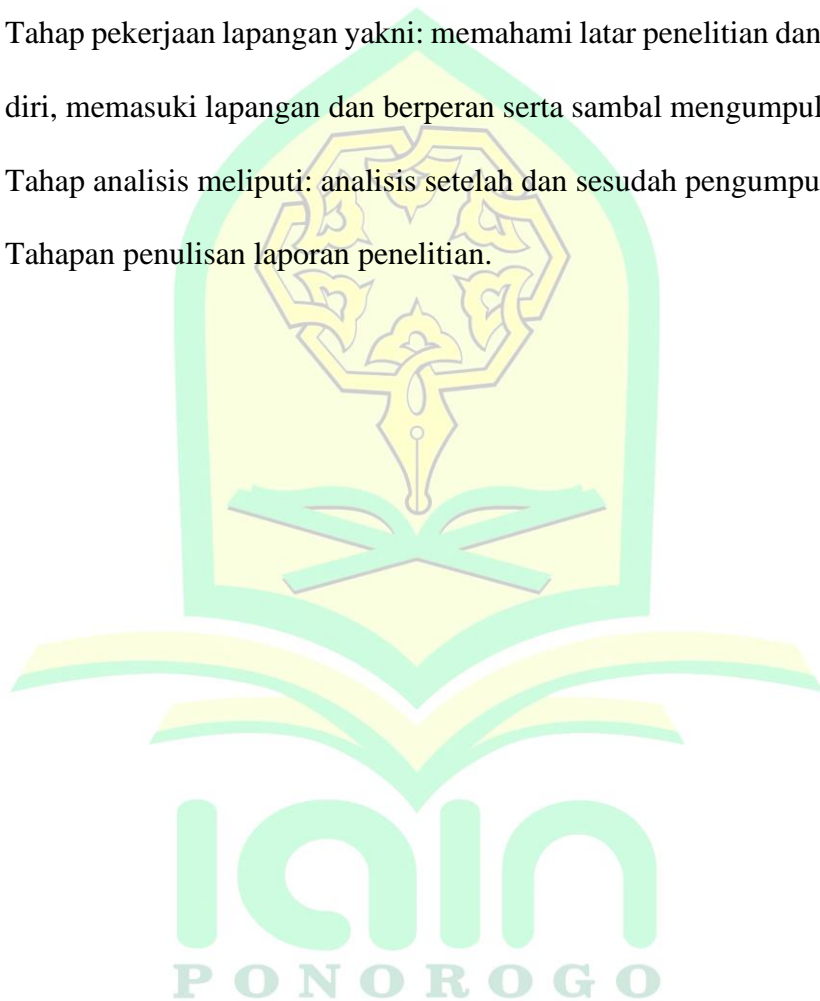 Tahap pekerjaan lapangan yakni: memahami latar penelitian dan
diri, memasuki lapangan dan berperan serta sambal mengumpul
Tahap analisis meliputi: analisis setelah dan sesudah pengumpu
Tahapan penulisan laporan penelitian.
iain
PONOROGO